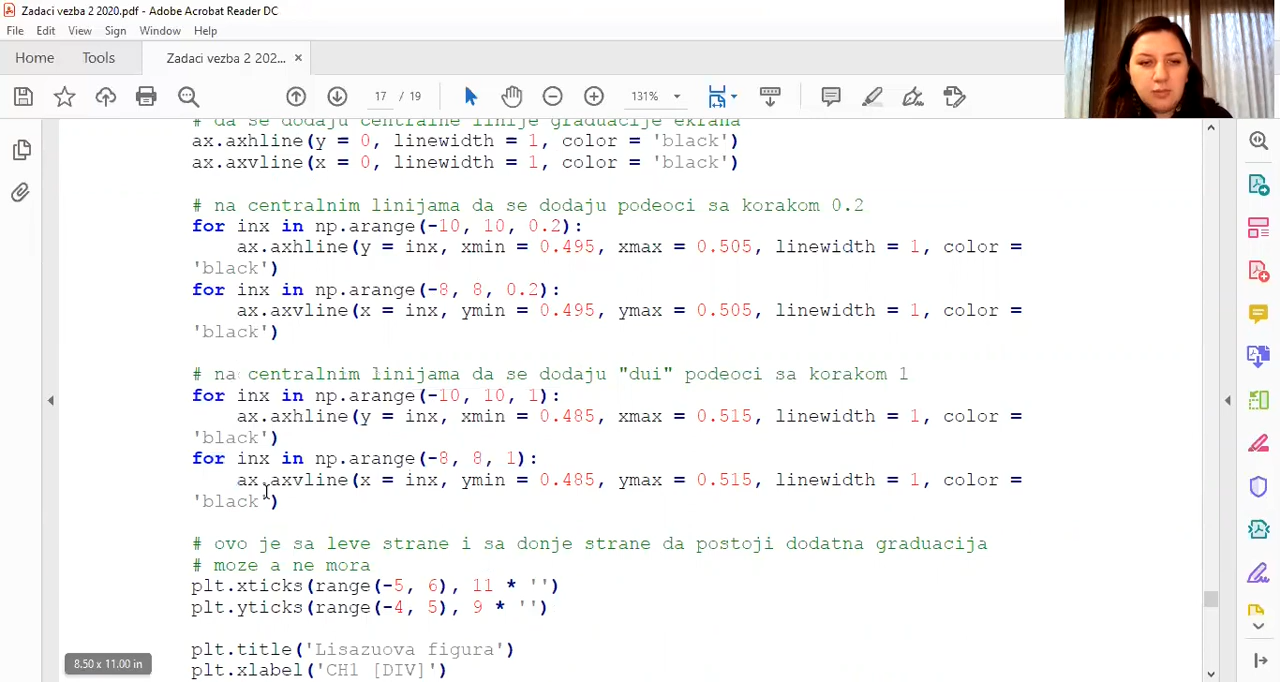 Zadaci vezba 2 2020.pdf - Adobe Acrobat Reader DC
File Edit View Sign Window Help
Home Tools Zadaci vezba 2 202... ×
17 / 19 131%
# da se dodaju centralne linije graduacije ekrana
ax.axhline(y = 0, linewidth = 1, color = 'black')
ax.axvline(x = 0, linewidth = 1, color = 'black')
# na centralnim linijama da se dodaju podeoci sa korakom 0.2
for inx in np.arange(-10, 10, 0.2):
ax.axhline(y = inx, xmin = 0.495, xmax = 0.505, linewidth = 1, color =
'black')
for inx in np.arange(-8, 8, 0.2):
ax.axvline(x = inx, ymin = 0.495, ymax = 0.505, linewidth = 1, color =
'black')
# na centralnim linijama da se dodaju "dui" podeoci sa korakom 1
for inx in np.arange(-10, 10, 1):
ax.axhline(y = inx, xmin = 0.485, xmax = 0.515, linewidth = 1, color =
'black')
for inx in np.arange(-8, 8, 1):
ax.axvline(x = inx, ymin = 0.485, ymax = 0.515, linewidth = 1, color =
'black')
# ovo je sa leve strane i sa donje strane da postoji dodatna graduacija
# moze a ne mora
plt.xticks(range(-5, 6), 11 * '')
plt.yticks(range(-4, 5), 9 * '')
plt.title('Lisazuova figura')
plt.xlabel('CH1 [DIV]')
8.50 x 11.00 in